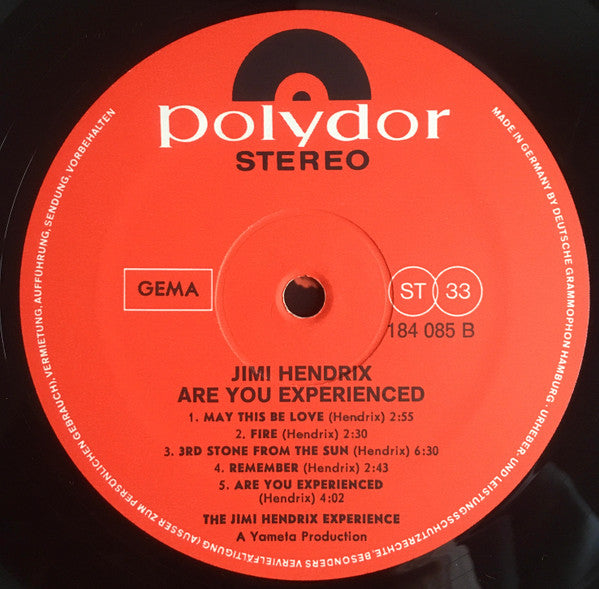 polydor
STEREO
GEMA
ST 33
184 085 B
JIMI HENDRIX
ARE YOU EXPERIENCED
1. MAY THIS BE LOVE (Hendrix) 2:55
2. FIRE (Hendrix) 2:30
3. 3RD STONE FROM THE SUN (Hendrix) 6:30
4. REMEMBER (Hendrix) 2:43
5. ARE YOU EXPERIENCED
(Hendrix) 4:02
THE JIMI HENDRIX EXPERIENCE
A Yameta Production
MADE IN GERMANY BY DEUTSCHE GRAMMOPHON HAMBURG · URHEBER- UND LEISTUNGSSCHUTZRECHTE, BESONDERS VERVIELFÄLTIGUNG (AUSSER ZUM PERSÖNLICHEN GEBRAUCH), VERMIETUNG, AUFFÜHRUNG, SENDUNG, VORBEHALTEN